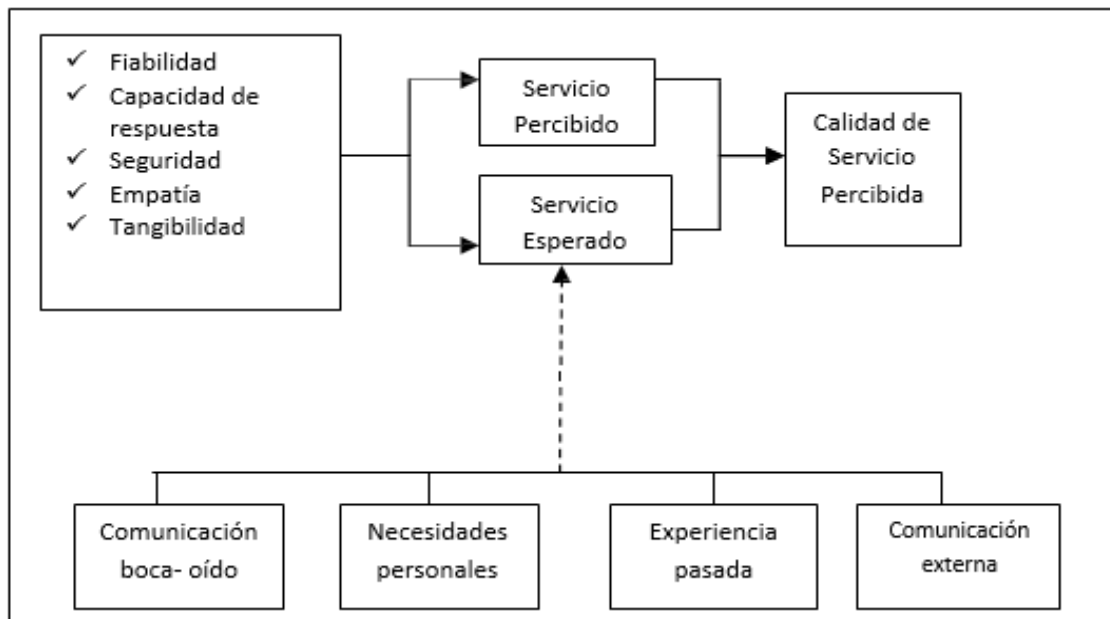 ✓ Fiabilidad
✓ Capacidad de
respuesta
✓ Seguridad
✓ Empatía
✓ Tangibilidad
Servicio
Percibido
Servicio
Esperado
Calidad de
Servicio
Percibida
Comunicación
boca- oído
Necesidades
personales
Experiencia
pasada
Comunicación
externa